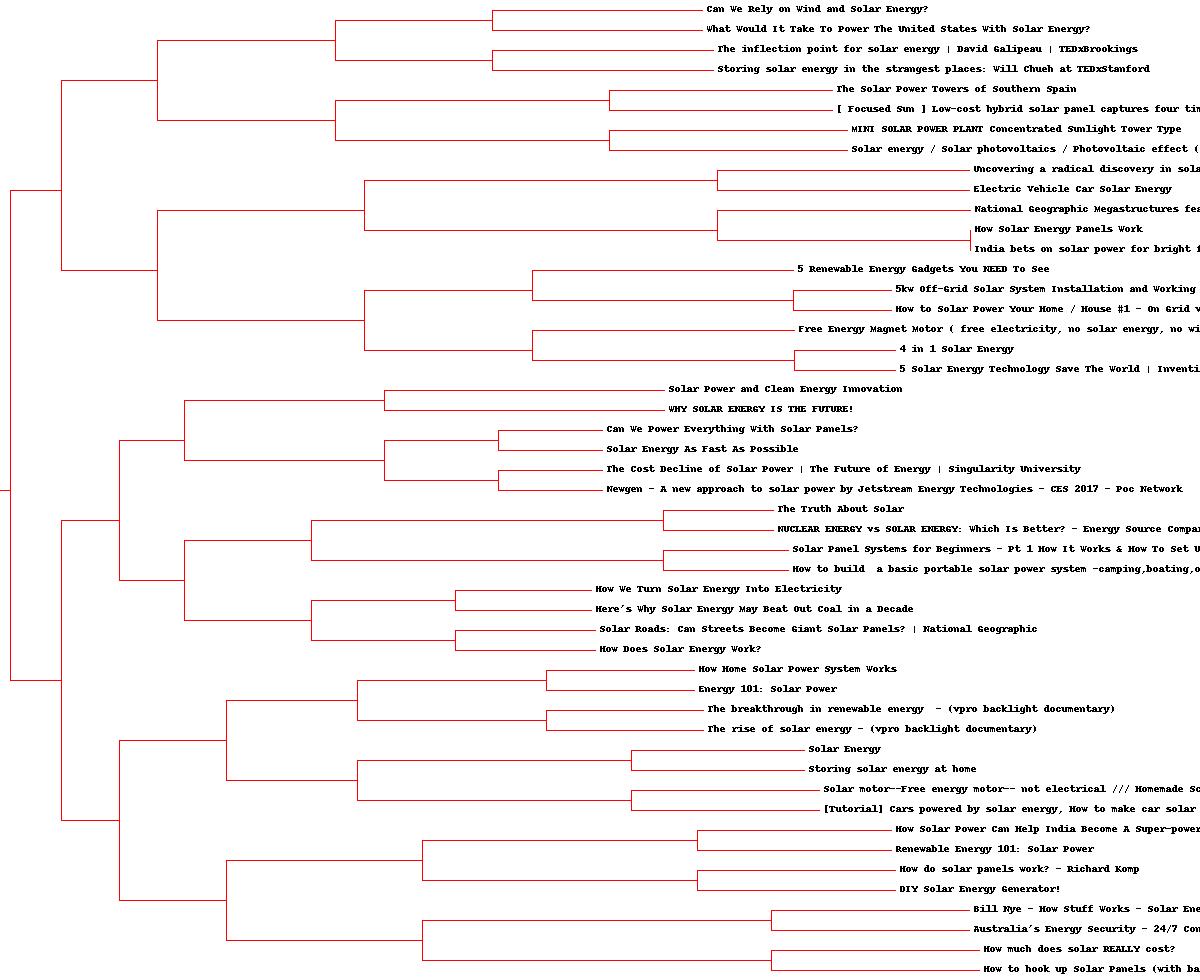 Can We Rely on Wind and Solar Energy?
What Would It Take To Power The United States With Solar Energy?
The inflection point for solar energy | David Galipeau | TEDxBrookings
Storing solar energy in the strangest places: Will Chueh at TEDxStanford
The Solar Power Towers of Southern Spain
[ Focused Sun ] Low-cost hybrid solar panel captures four tim
MINI SOLAR POWER PLANT Concentrated Sunlight Tower Type
Solar energy / Solar photovoltaics / Photovoltaic effect (
Uncovering a radical discovery in sola
Electric Vehicle Car Solar Energy
National Geographic Megastructures fea
How Solar Energy Panels Work
India bets on solar power for bright f
5 Renewable Energy Gadgets You NEED To See
5kw Off-Grid Solar System Installation and Working
How to Solar Power Your Home / House #1 - On Grid v
Free Energy Magnet Motor ( free electricity, no solar energy, no wi
4 in 1 Solar Energy
5 Solar Energy Technology Save The World | Inventi
Solar Power and Clean Energy Innovation
WHY SOLAR ENERGY IS THE FUTURE!
Can We Power Everything With Solar Panels?
Solar Energy As Fast As Possible
The Cost Decline of Solar Power | The Future of Energy | Singularity University
Newgen - A new approach to solar power by Jetstream Energy Technologies - CES 2017 - Poc Network
The Truth About Solar
NUCLEAR ENERGY vs SOLAR ENERGY: Which Is Better? - Energy Source Compar
Solar Panel Systems for Beginners - Pt 1 How It Works & How To Set U
How to build  a basic portable solar power system -camping,boating,o
How We Turn Solar Energy Into Electricity
Here's Why Solar Energy May Beat Out Coal in a Decade
Solar Roads: Can Streets Become Giant Solar Panels? | National Geographic
How Does Solar Energy Work?
How Home Solar Power System Works
Energy 101: Solar Power
The breakthrough in renewable energy  - (vpro backlight documentary)
The rise of solar energy - (vpro backlight documentary)
Solar Energy
Storing solar energy at home
Solar motor--Free energy motor-- not electrical /// Homemade So
[Tutorial] Cars powered by solar energy, How to make car solar
How Solar Power Can Help India Become A Super-power
Renewable Energy 101: Solar Power
How do solar panels work? - Richard Komp
DIY Solar Energy Generator!
Bill Nye - How Stuff Works - Solar Ene
Australia's Energy Security - 24/7 Con
How much does solar REALLY cost?
How to hook up Solar Panels (with ba